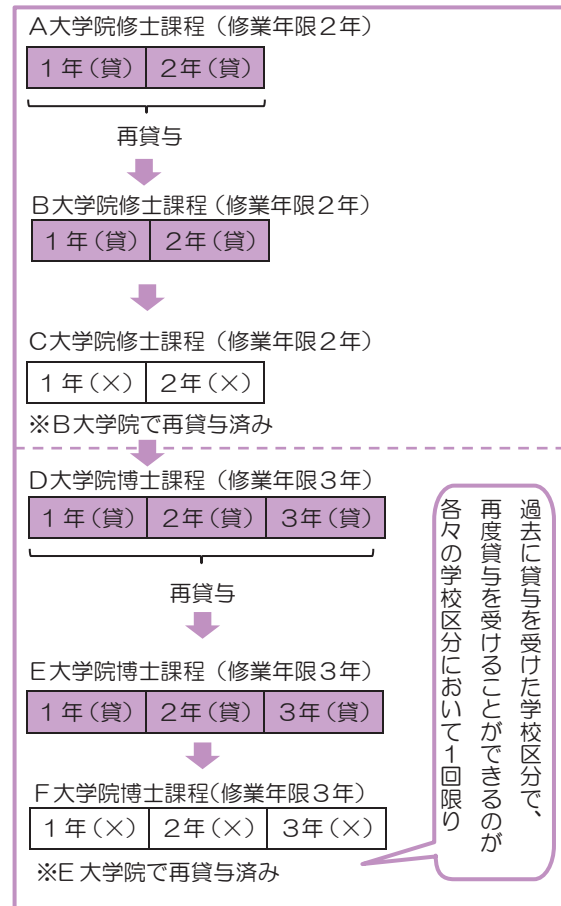 A大学院修士課程（修業年限2年）
1年（貸） 2年（貸）
再貸与
B大学院修士課程（修業年限2年）
1年（貸） 2年（貸）
C大学院修士課程（修業年限2年）
1年（×） 2年（×）
※B大学院で再貸与済み
D大学院博士課程（修業年限3年）
1年（貸） 2年（貸） 3年（貸）
再貸与
E大学院博士課程（修業年限3年）
1年（貸） 2年（貸） 3年（貸）
F大学院博士課程(修業年限3年)
1年（×） 2年（×） 3年（×）
※E大学院で再貸与済み
過去に貸与を受けた学校区分で、
再度貸与を受けることができるのが
各々の学校区分において1回限り